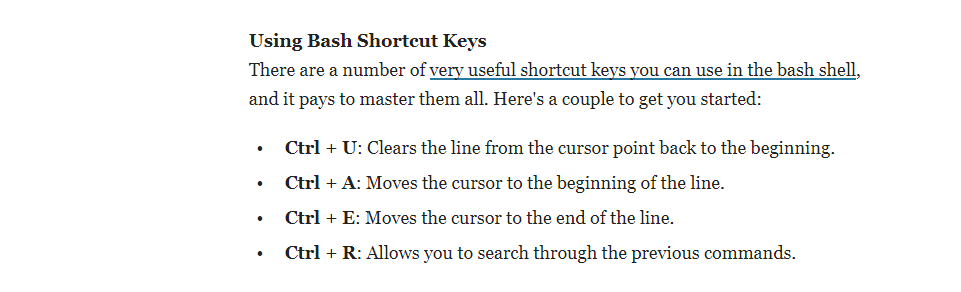 Using Bash Shortcut Keys
There are a number of very useful shortcut keys you can use in the bash shell,
and it pays to master them all. Here's a couple to get you started:
• Ctrl + U: Clears the line from the cursor point back to the beginning.
• Ctrl + A: Moves the cursor to the beginning of the line.
• Ctrl + E: Moves the cursor to the end of the line.
• Ctrl + R: Allows you to search through the previous commands.